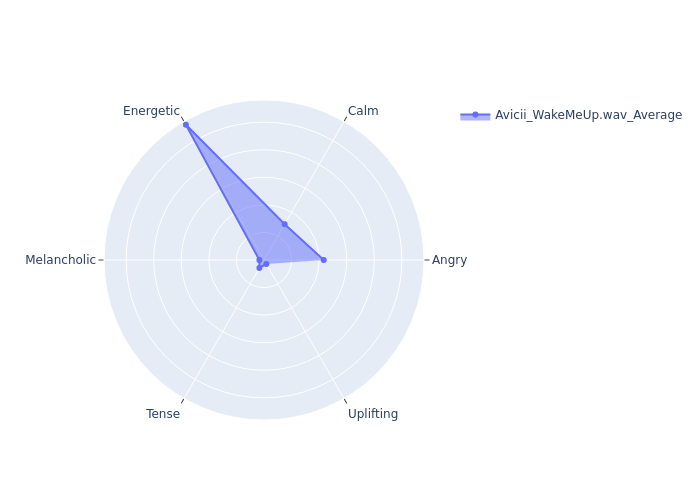 Energetic
Calm
Avicii_WakeMeUp.wav_Average
Melancholic
Angry
Tense
Uplifting